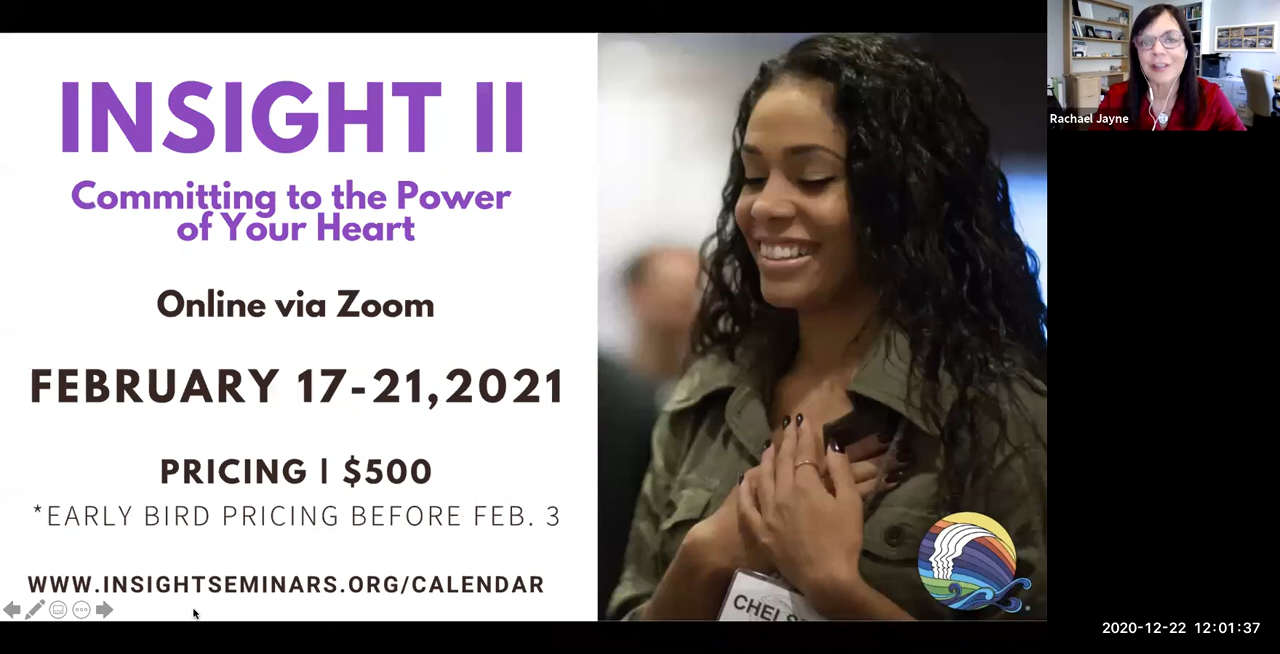 INSIGHT II
Committing to the Power
of Your Heart
Online via Zoom
FEBRUARY 17-21,2021
PRICING | $500
*EARLY BIRD PRICING BEFORE FEB. 3
WWW.INSIGHTSEMINARS.ORG/CALENDAR
Rachael Jayne
2020-12-22 12:01:37